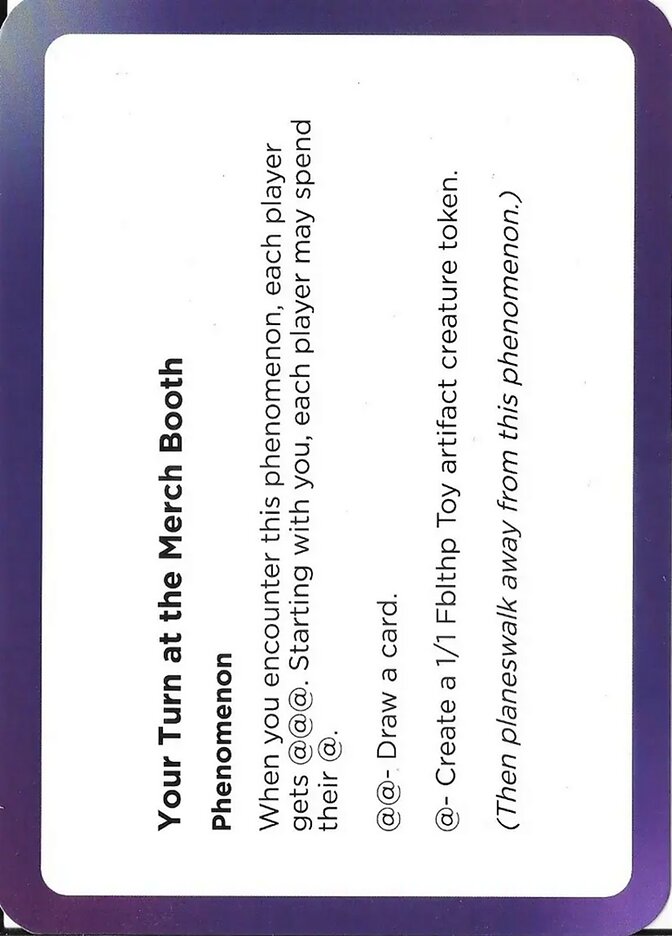 Your Turn at the Merch Booth
Phenomenon
When you encounter this phenomenon, each player
gets @@@. Starting with you, each player may spend
their @.
@@- Draw a card.
@- Create a 1/1 Fblthp Toy artifact creature token.
(Then planeswalk away from this phenomenon.)